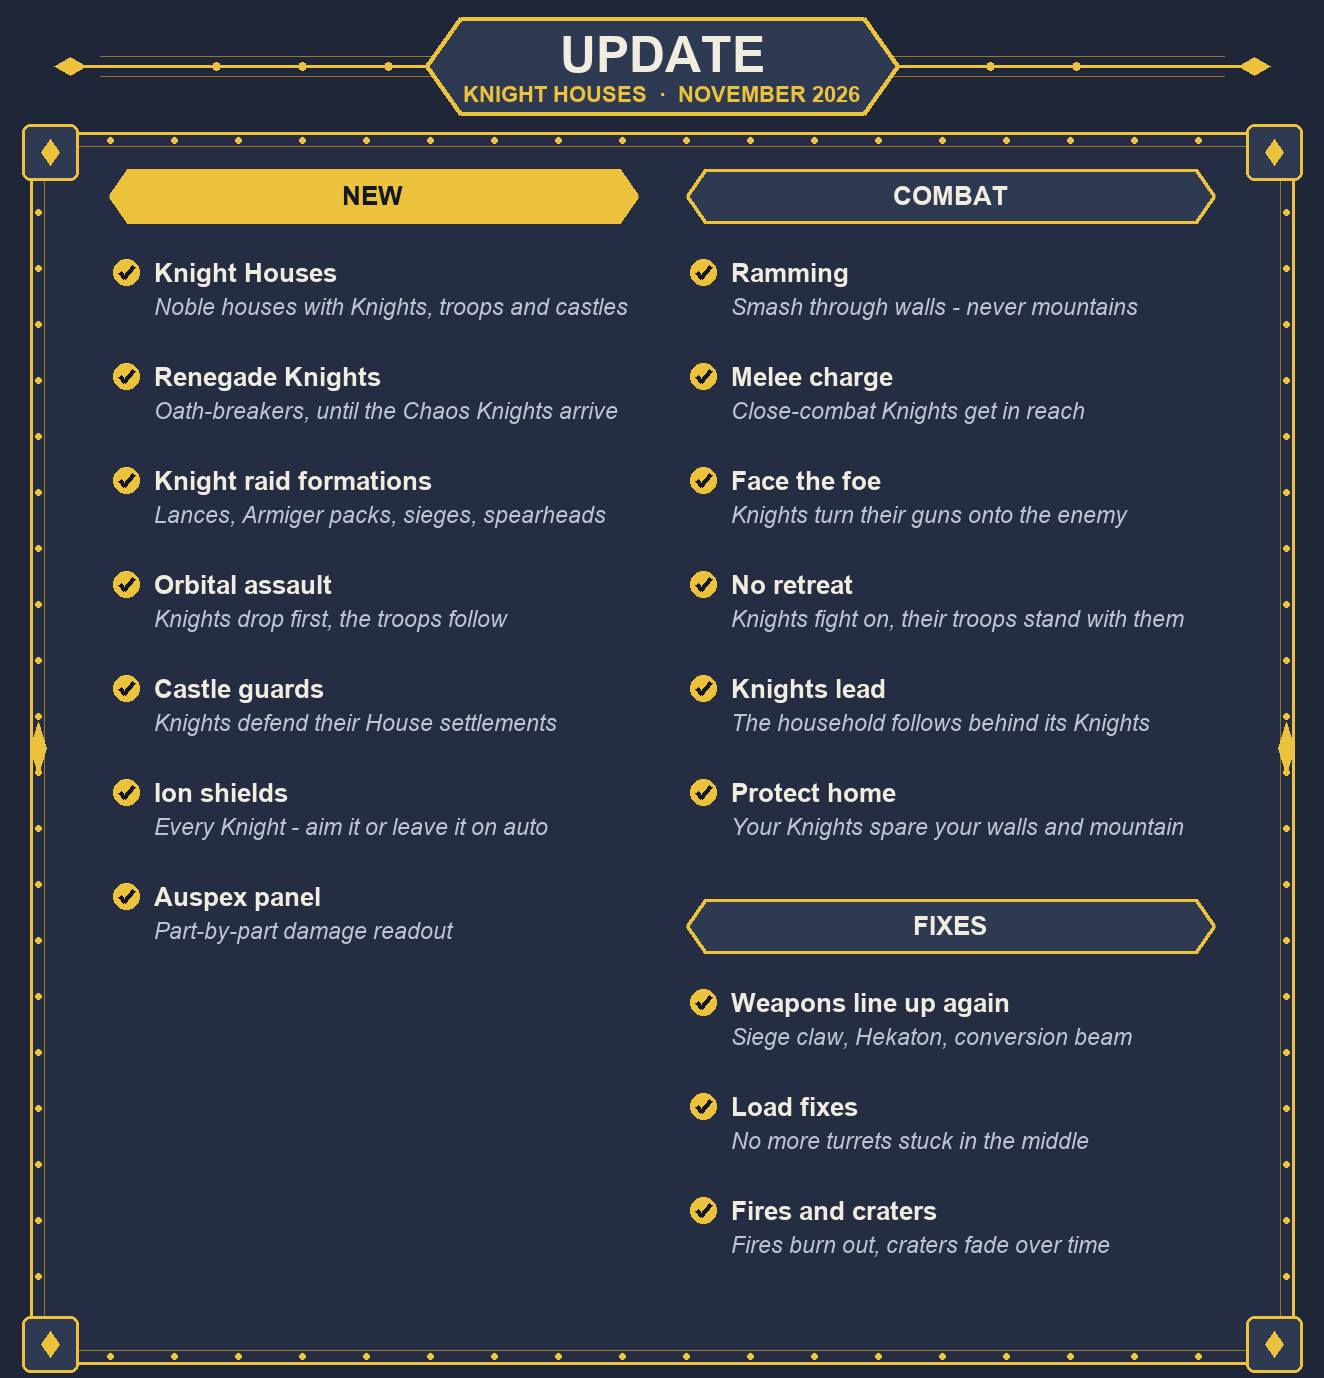 UPDATE
KNIGHT HOUSES · NOVEMBER 2026
NEW
Knight Houses
Noble houses with Knights, troops and castles
Renegade Knights
Oath-breakers, until the Chaos Knights arrive
Knight raid formations
Lances, Armiger packs, sieges, spearheads
Orbital assault
Knights drop first, the troops follow
Castle guards
Knights defend their House settlements
Ion shields
Every Knight - aim it or leave it on auto
Auspex panel
Part-by-part damage readout
COMBAT
Ramming
Smash through walls - never mountains
Melee charge
Close-combat Knights get in reach
Face the foe
Knights turn their guns onto the enemy
No retreat
Knights fight on, their troops stand with them
Knights lead
The household follows behind its Knights
Protect home
Your Knights spare your walls and mountain
FIXES
Weapons line up again
Siege claw, Hekaton, conversion beam
Load fixes
No more turrets stuck in the middle
Fires and craters
Fires burn out, craters fade over time